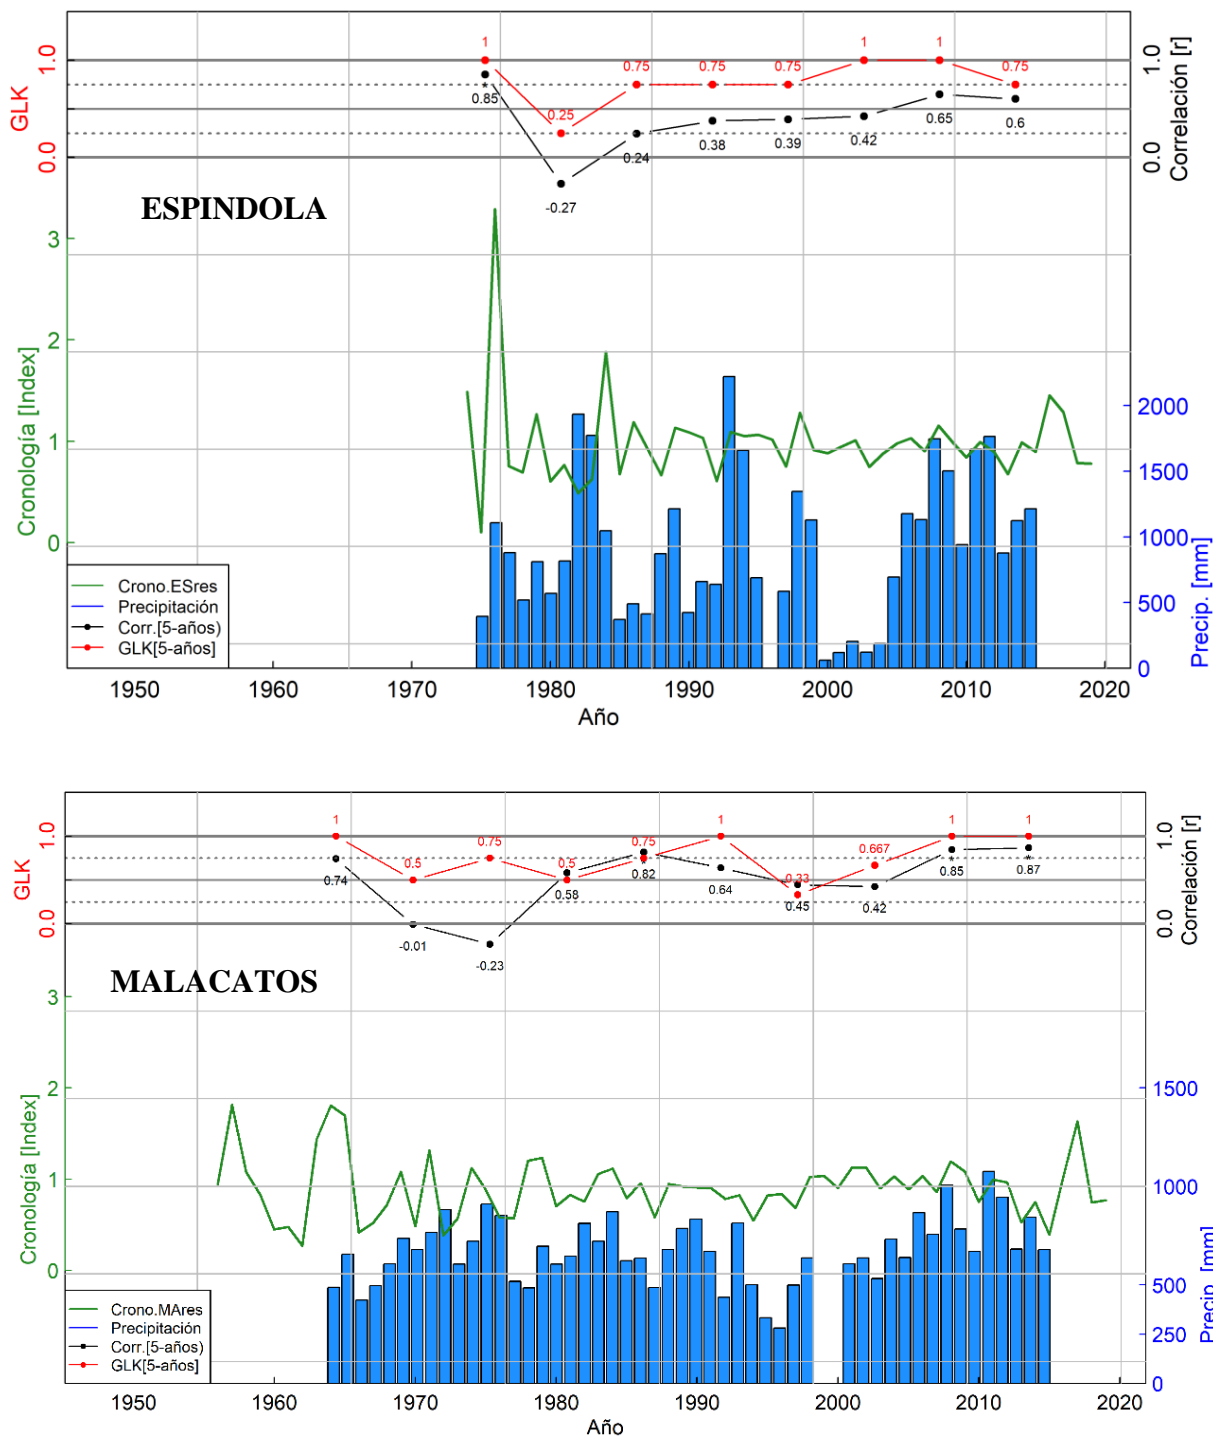 1 1 1
0.75 0.75 0.75 0.75
0.25
0.85
0.24 0.38 0.39 0.42 0.65 0.6
-0.27
GLK
0.0 1.0
Correlación [r]
0.0 1.0
ESPINDOLA
Cronología [Index]
0 1 2 3
Precip. [mm]
0 500 1000 1500 2000
Crono.ESres
Precipitación
Corr.[5-años)
GLK[5-años]
1950 1960 1970 1980 1990 2000 2010 2020
Año
1 1 1 1
0.5 0.75 0.5 0.75 0.33 0.667
0.74 -0.01 -0.23 0.58 0.82 0.64 0.45 0.42 0.85 0.87
GLK
0.0 1.0
Correlación [r]
0.0 1.0
MALACATOS
Cronología [Index]
0 1 2 3
Precip. [mm]
0 250 500 1000 1500
Crono.MAres
Precipitación
Corr.[5-años)
GLK[5-años]
1950 1960 1970 1980 1990 2000 2010 2020
Año